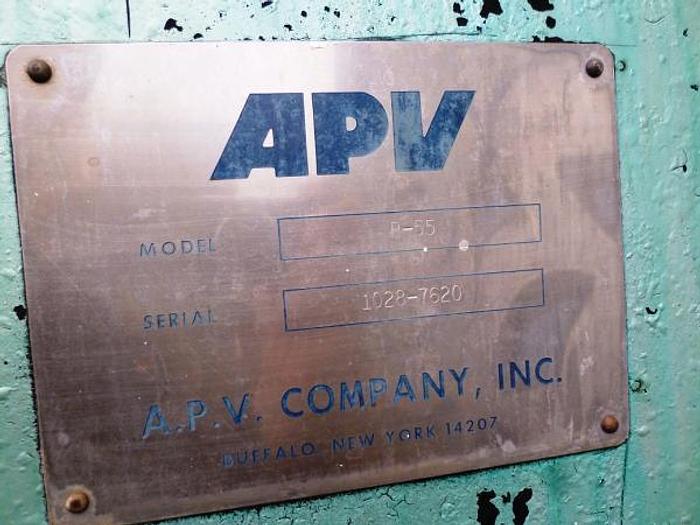 APV
MODEL R-55
SERIAL 1028-7620
A.P.V. COMPANY, INC.
BUFFALO, NEW YORK 14207